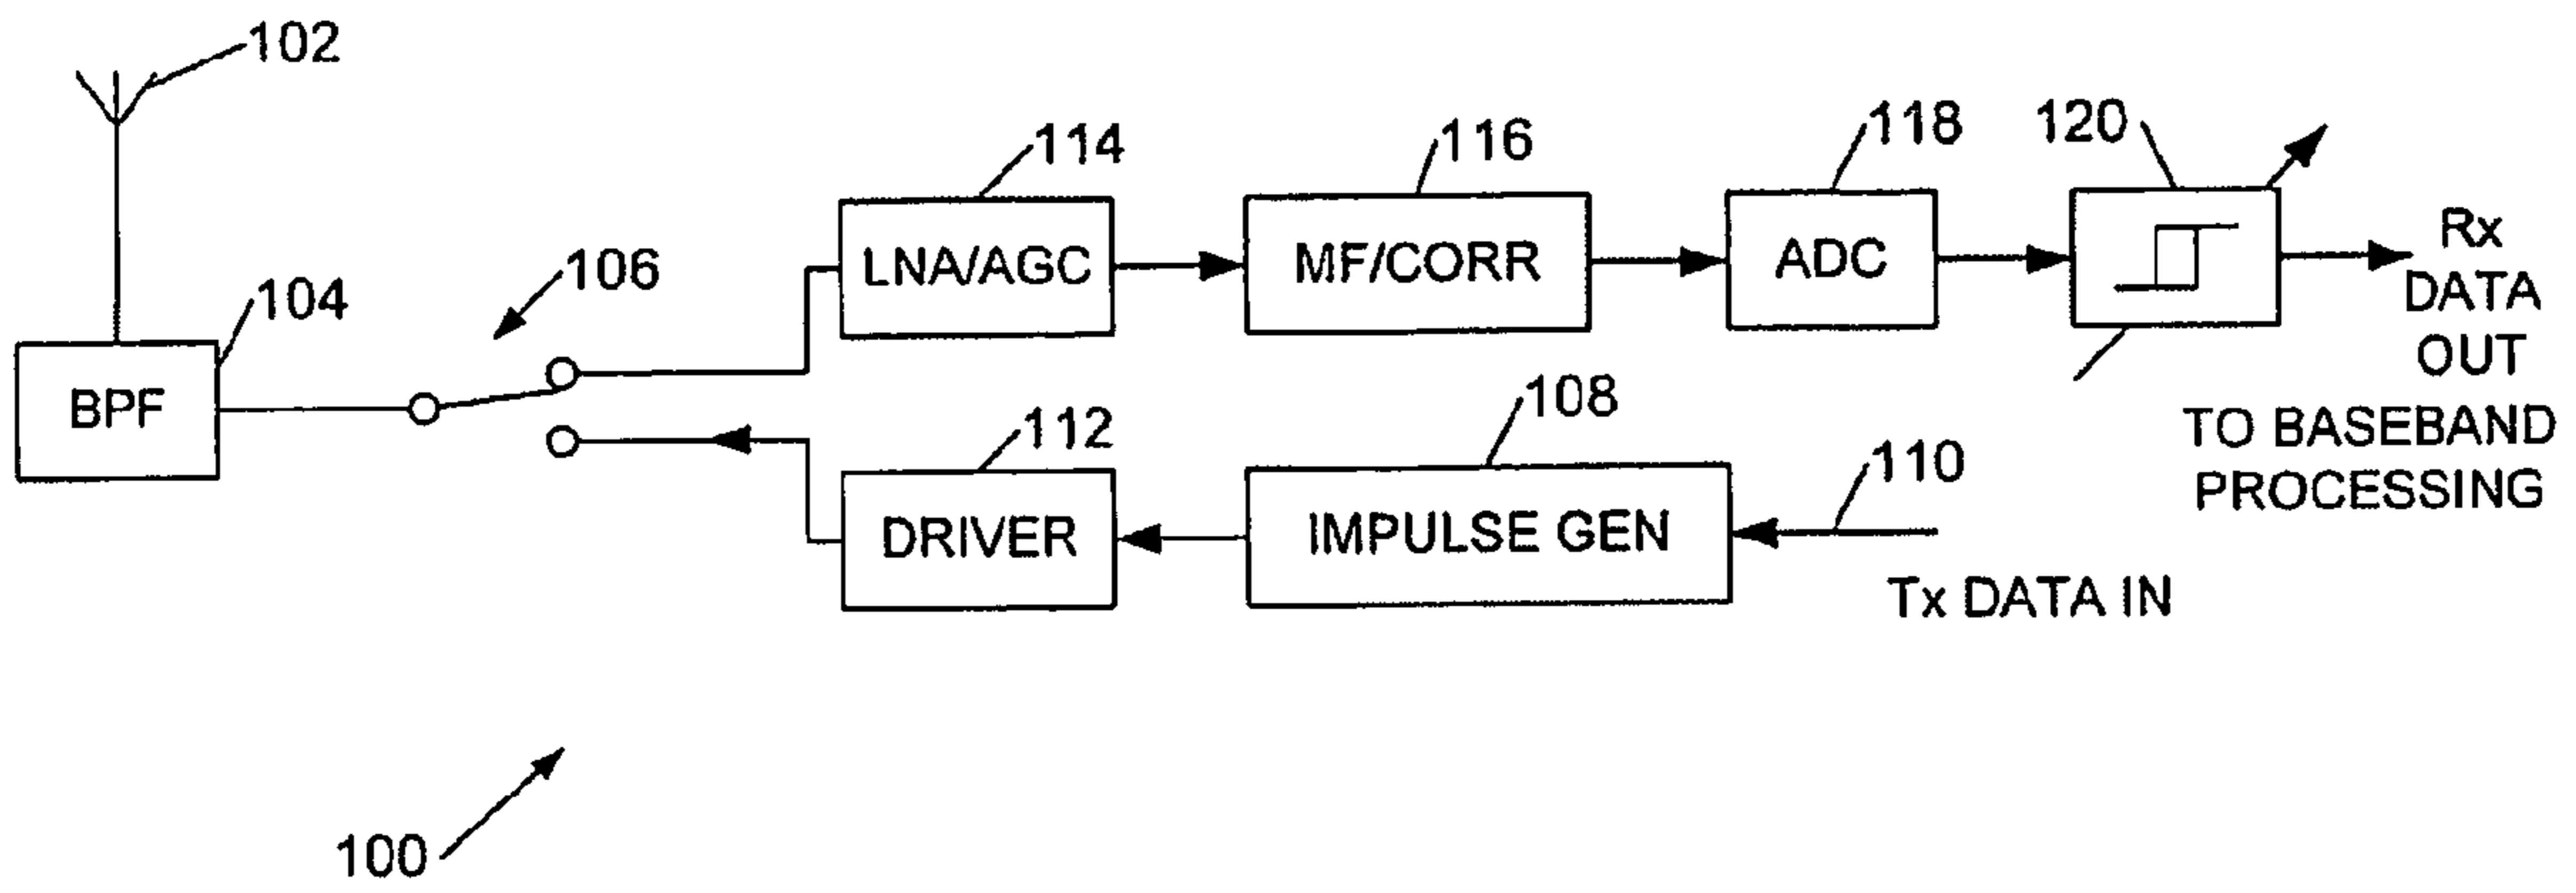 102
114
116
118
120
106
104
LNA/AGC
MF/CORR
ADC
Rx
DATA
OUT
TO BASEBAND
PROCESSING
BPF
112
108
110
DRIVER
IMPULSE GEN
Tx DATA IN
100